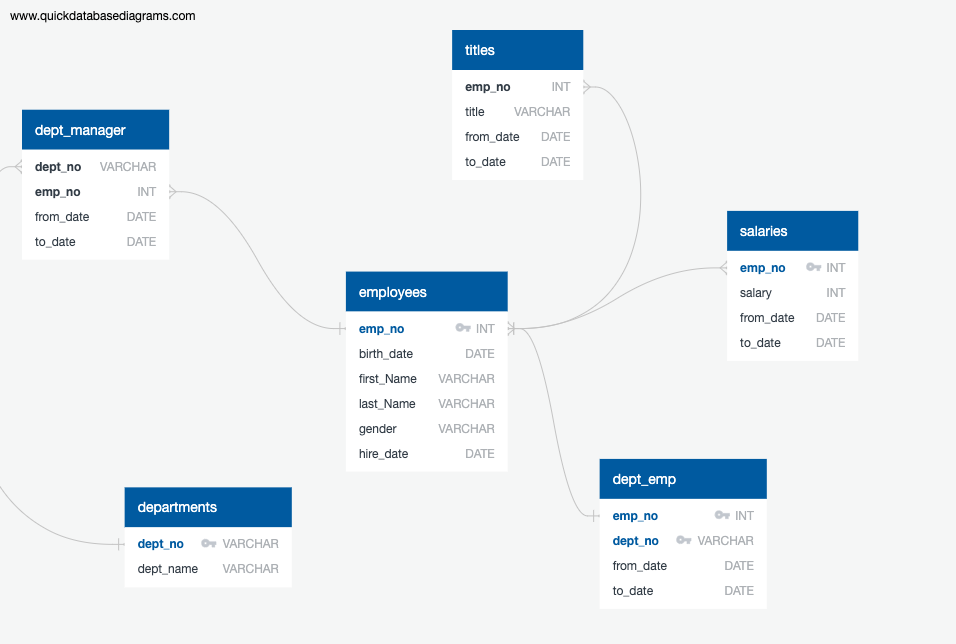 www.quickdatabasediagrams.com
titles
emp_no INT
title VARCHAR
from_date DATE
to_date DATE
dept_manager
dept_no VARCHAR
emp_no INT
from_date DATE
to_date DATE
salaries
emp_no INT
salary INT
from_date DATE
to_date DATE
employees
emp_no INT
birth_date DATE
first_Name VARCHAR
last_Name VARCHAR
gender VARCHAR
hire_date DATE
dept_emp
emp_no INT
dept_no VARCHAR
from_date DATE
to_date DATE
departments
dept_no VARCHAR
dept_name VARCHAR